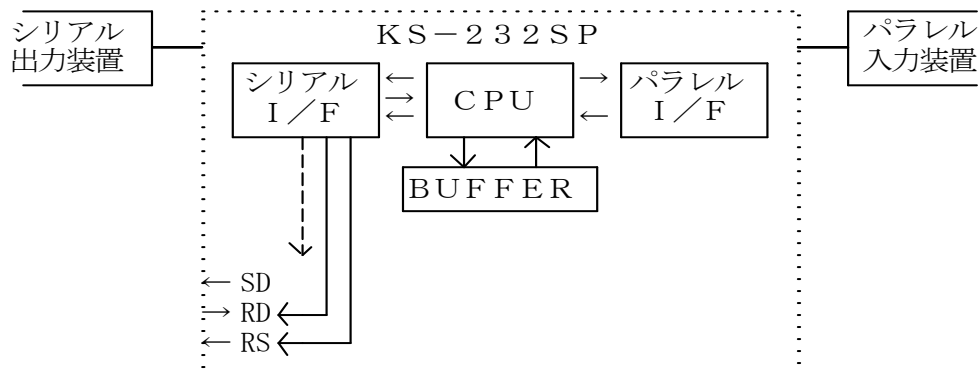 シリアル
出力装置
KS－232SP
パラレル
入力装置
シリアル
I／F
CPU
パラレル
I／F
BUFFER
SD
RD
RS